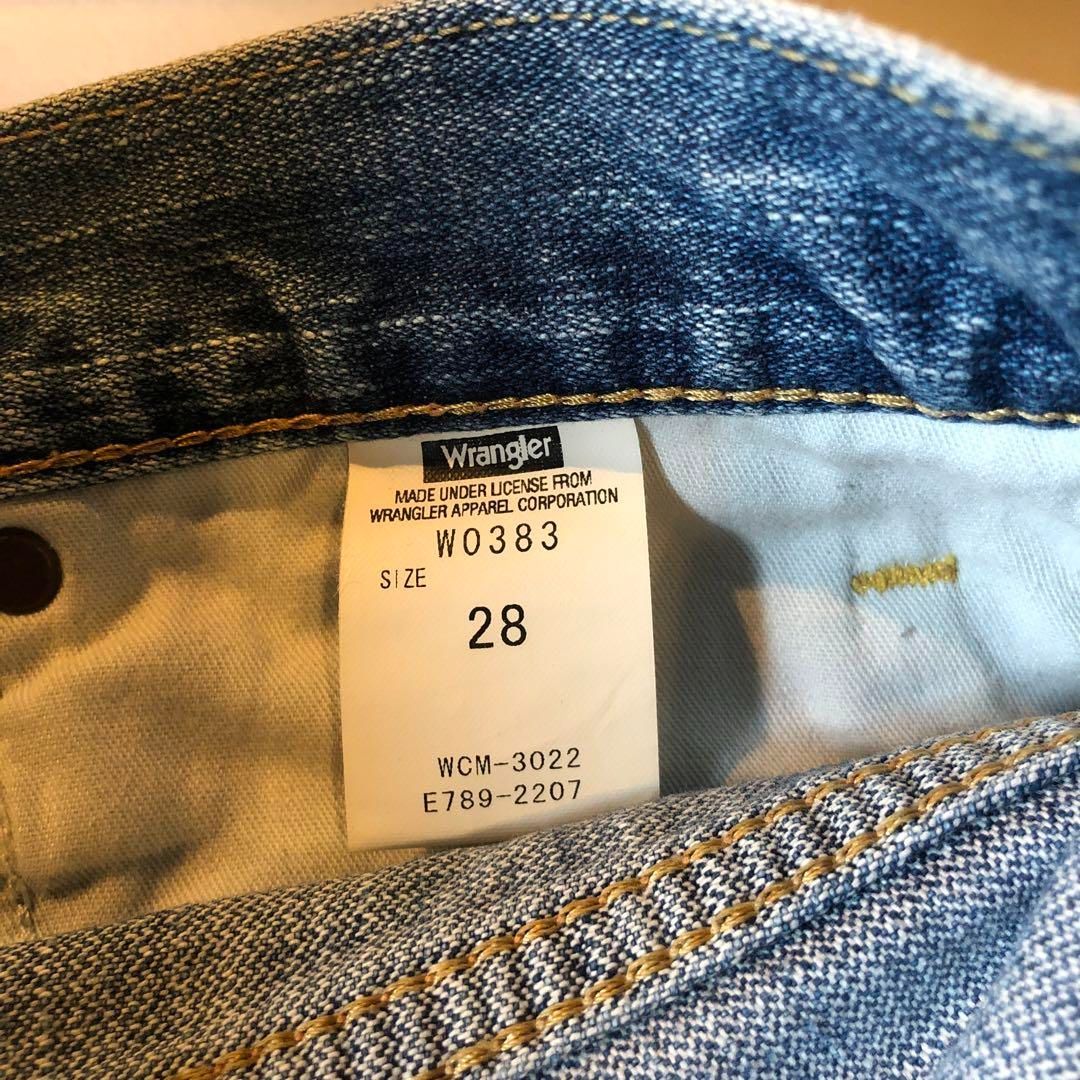 Wrangler
MADE UNDER LICENSE FROM
WRANGLER APPAREL CORPORATION
W0383
SIZE
28
WCM-3022
E789-2207